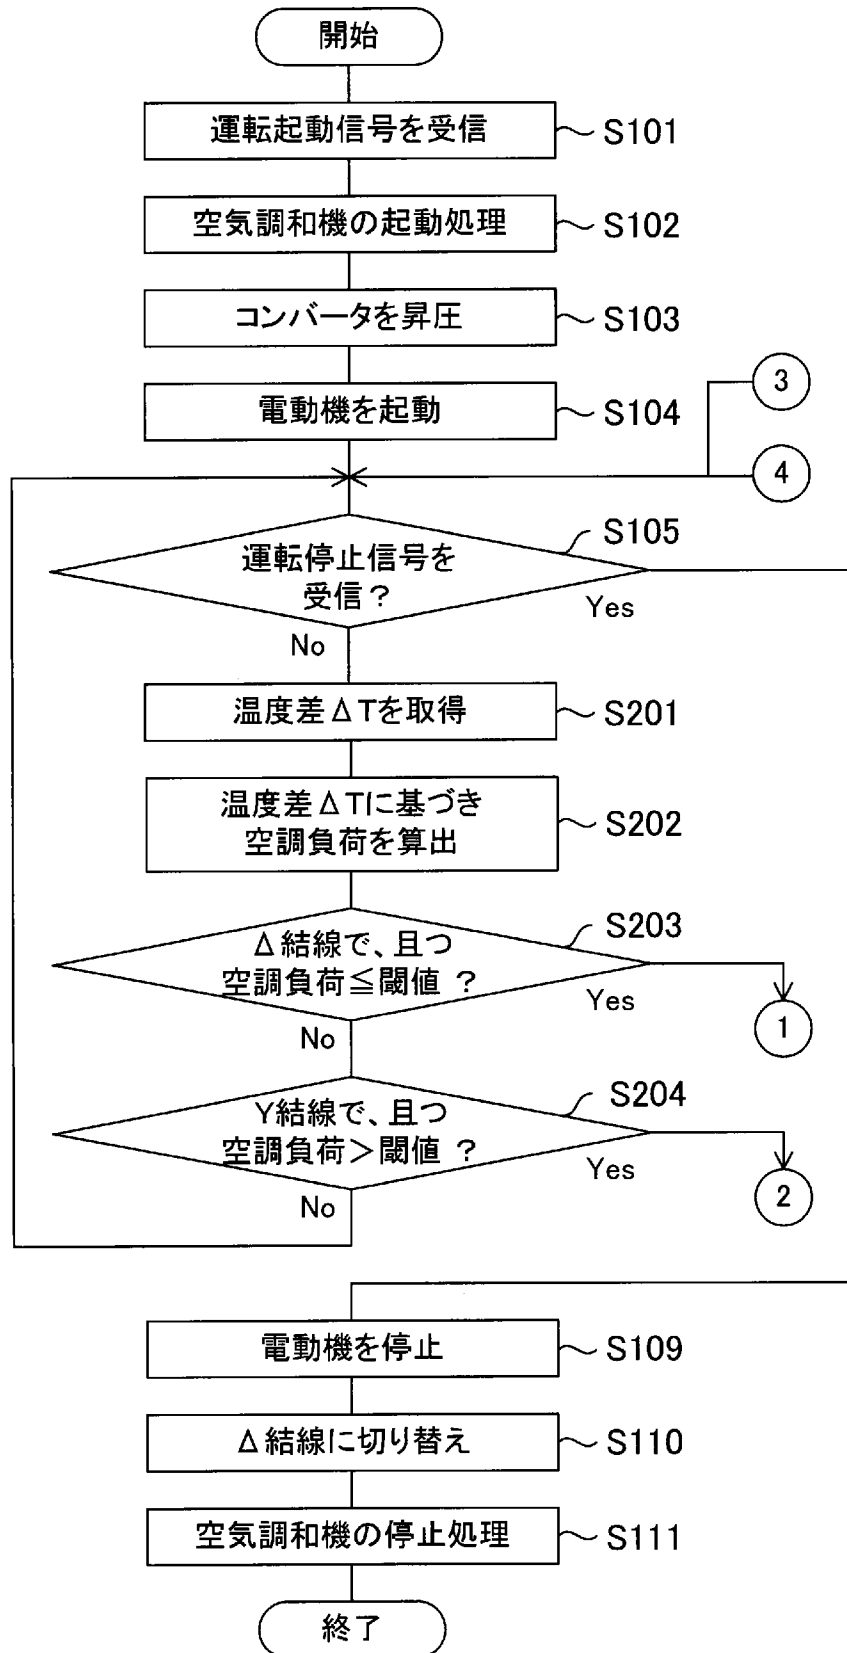 開始
運転起動信号を受信
S101
空気調和機の起動処理
S102
コンバータを昇圧
S103
3
電動機を起動
S104
4
運転停止信号を
受信？
S105
Yes
No
温度差ΔTを取得
S201
温度差ΔTに基づき
空調負荷を算出
S202
Δ結線で、且つ
空調負荷≦閾値？
S203
Yes
No
1
Y結線で、且つ
空調負荷＞閾値？
S204
Yes
No
2
電動機を停止
S109
Δ結線に切り替え
S110
空気調和機の停止処理
S111
終了